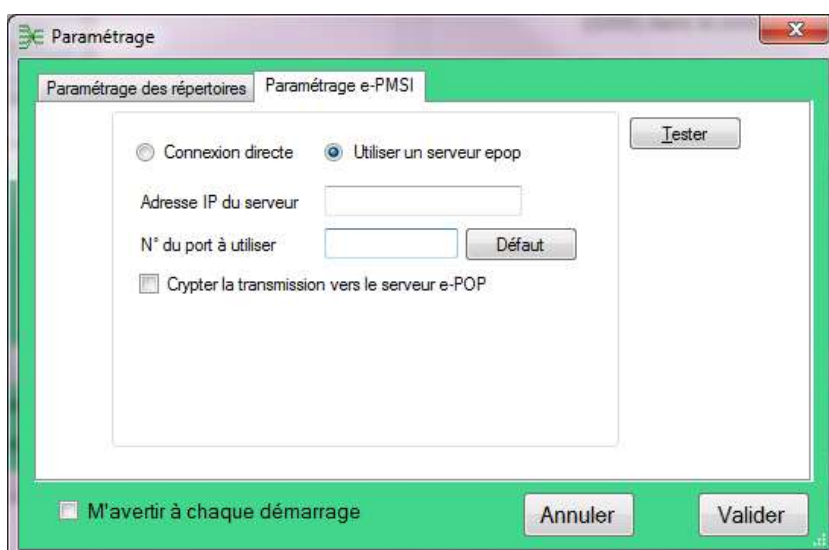 Paramétrage
Paramétrage des répertoires Paramétrage e-PMSI
Connexion directe Utiliser un serveur epop Tester
Adresse IP du serveur
N° du port à utiliser Défaut
Crypter la transmission vers le serveur e-POP
M'avertir à chaque démarrage Annuler Valider